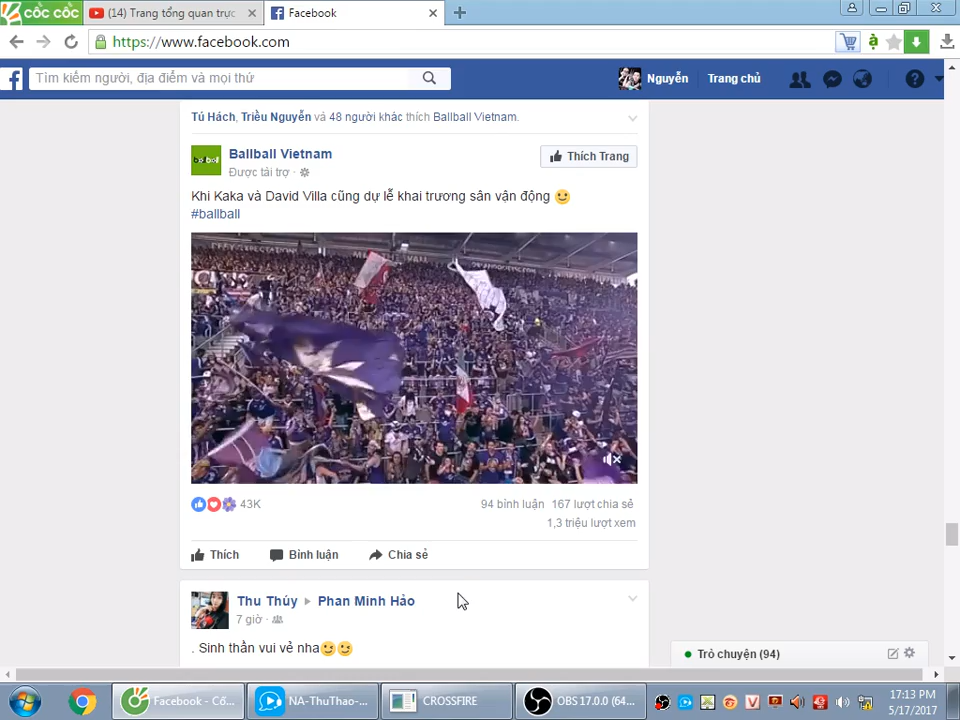 cốc cốc
(14) Trang tổng quan trực
Facebook
https://www.facebook.com
Tìm kiếm người, địa điểm và mọi thứ
Nguyễn
Trang chủ
Tú Hách, Triều Nguyễn và 48 người khác thích Ballball Vietnam.
Ballball Vietnam
Thích Trang
Được tài trợ
Khi Kaka và David Villa cũng dự lễ khai trương sân vận động
#ballball
43K
94 bình luận 167 lượt chia sẻ
1,3 triệu lượt xem
Thích
Bình luận
Chia sẻ
Thu Thúy
Phan Minh Hảo
7 giờ
. Sinh thần vui vẻ nha
Trò chuyện (94)
Facebook - Cố...
NA-ThuThao-...
CROSSFIRE
OBS 17.0.0 (64...
17:13 PM
5/17/2017